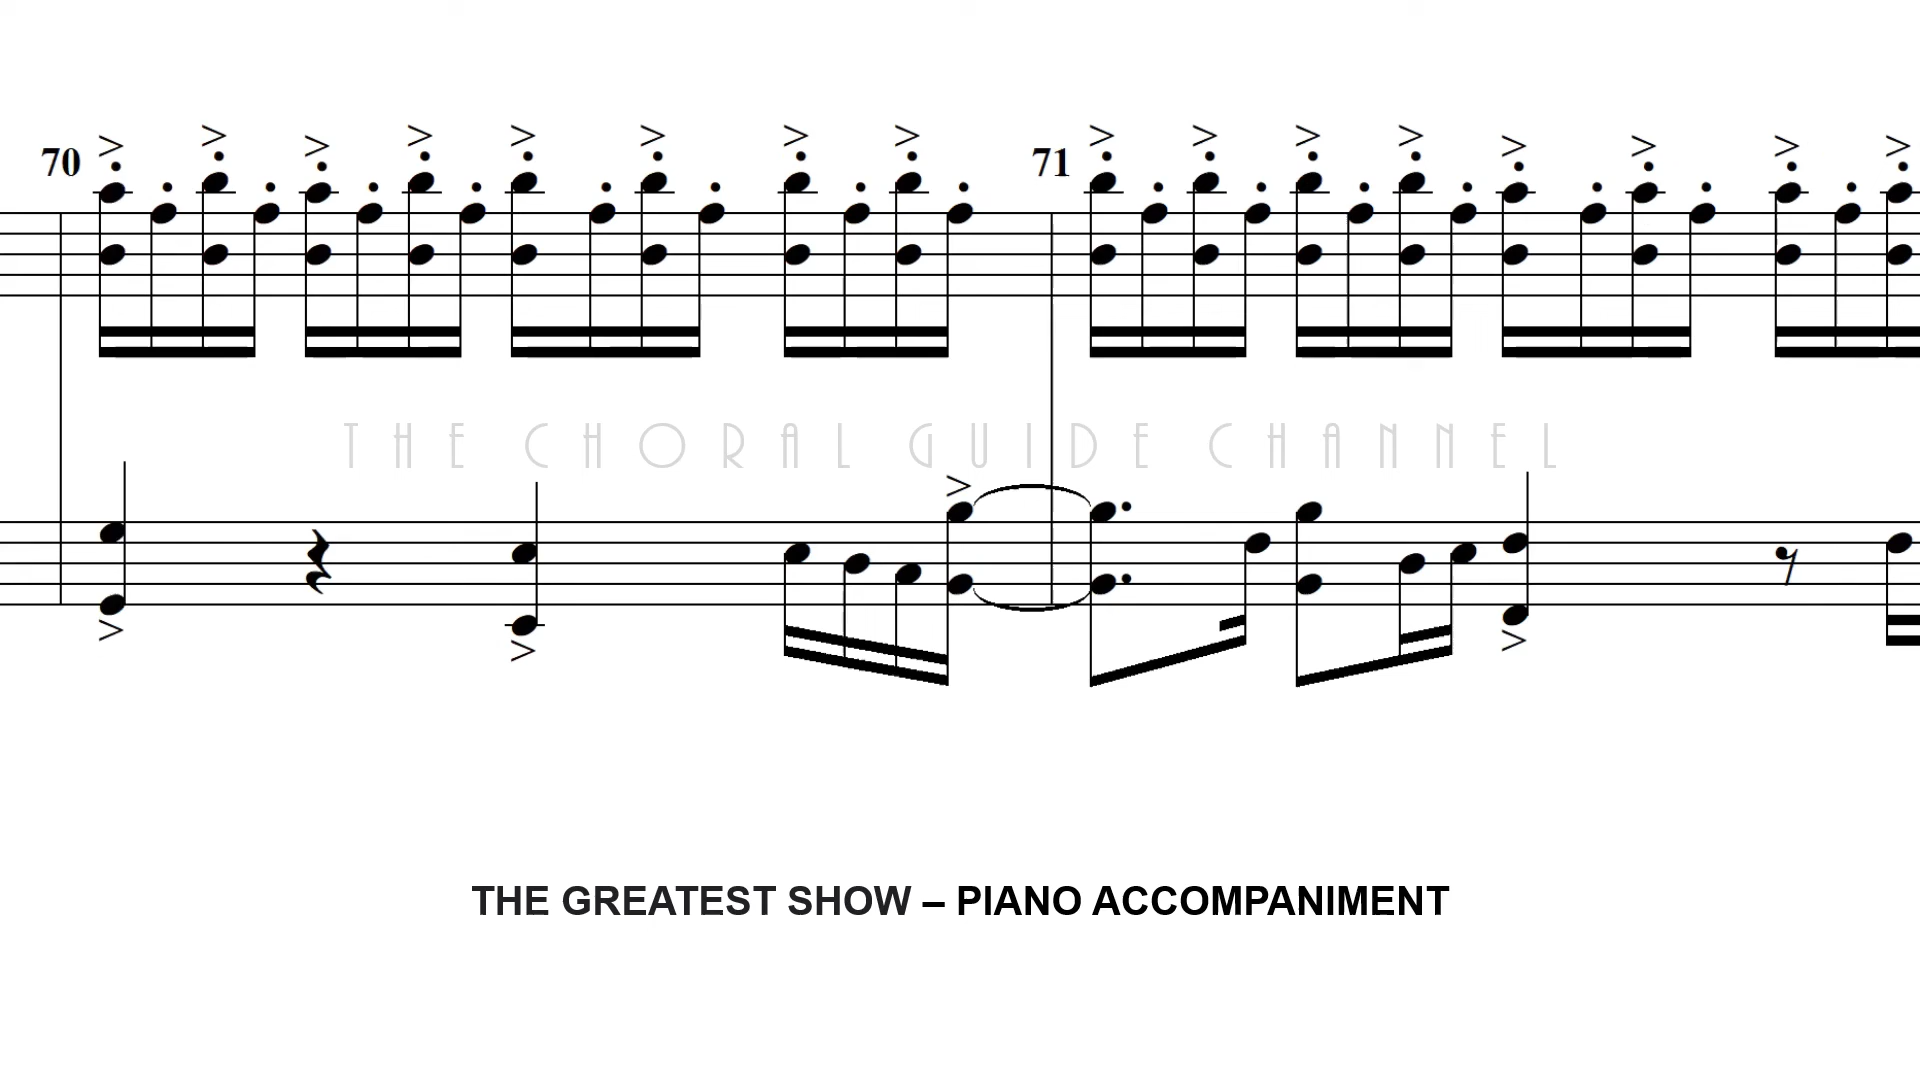 70 71
THE CHORAL GUIDE CHANNEL
THE GREATEST SHOW – PIANO ACCOMPANIMENT